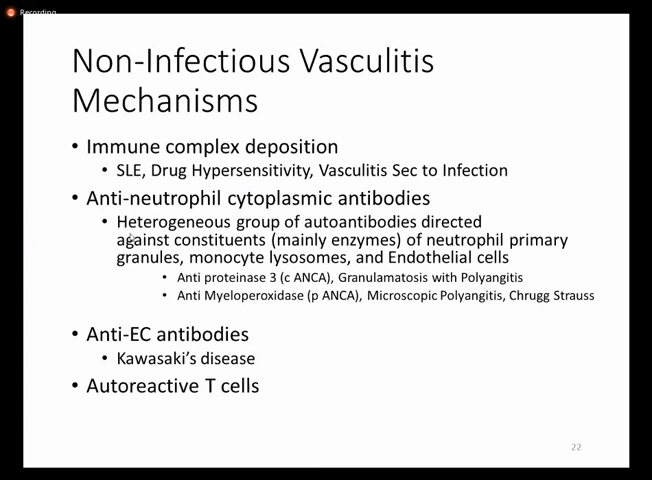 Recording
Non-Infectious Vasculitis
Mechanisms
• Immune complex deposition
• SLE, Drug Hypersensitivity, Vasculitis Sec to Infection
• Anti-neutrophil cytoplasmic antibodies
• Heterogeneous group of autoantibodies directed
against constituents (mainly enzymes) of neutrophil primary
granules, monocyte lysosomes, and Endothelial cells
• Anti proteinase 3 (c ANCA), Granulamatosis with Polyangitis
• Anti Myeloperoxidase (p ANCA), Microscopic Polyangitis, Chrugg Strauss
• Anti-EC antibodies
• Kawasaki's disease
• Autoreactive T cells
22